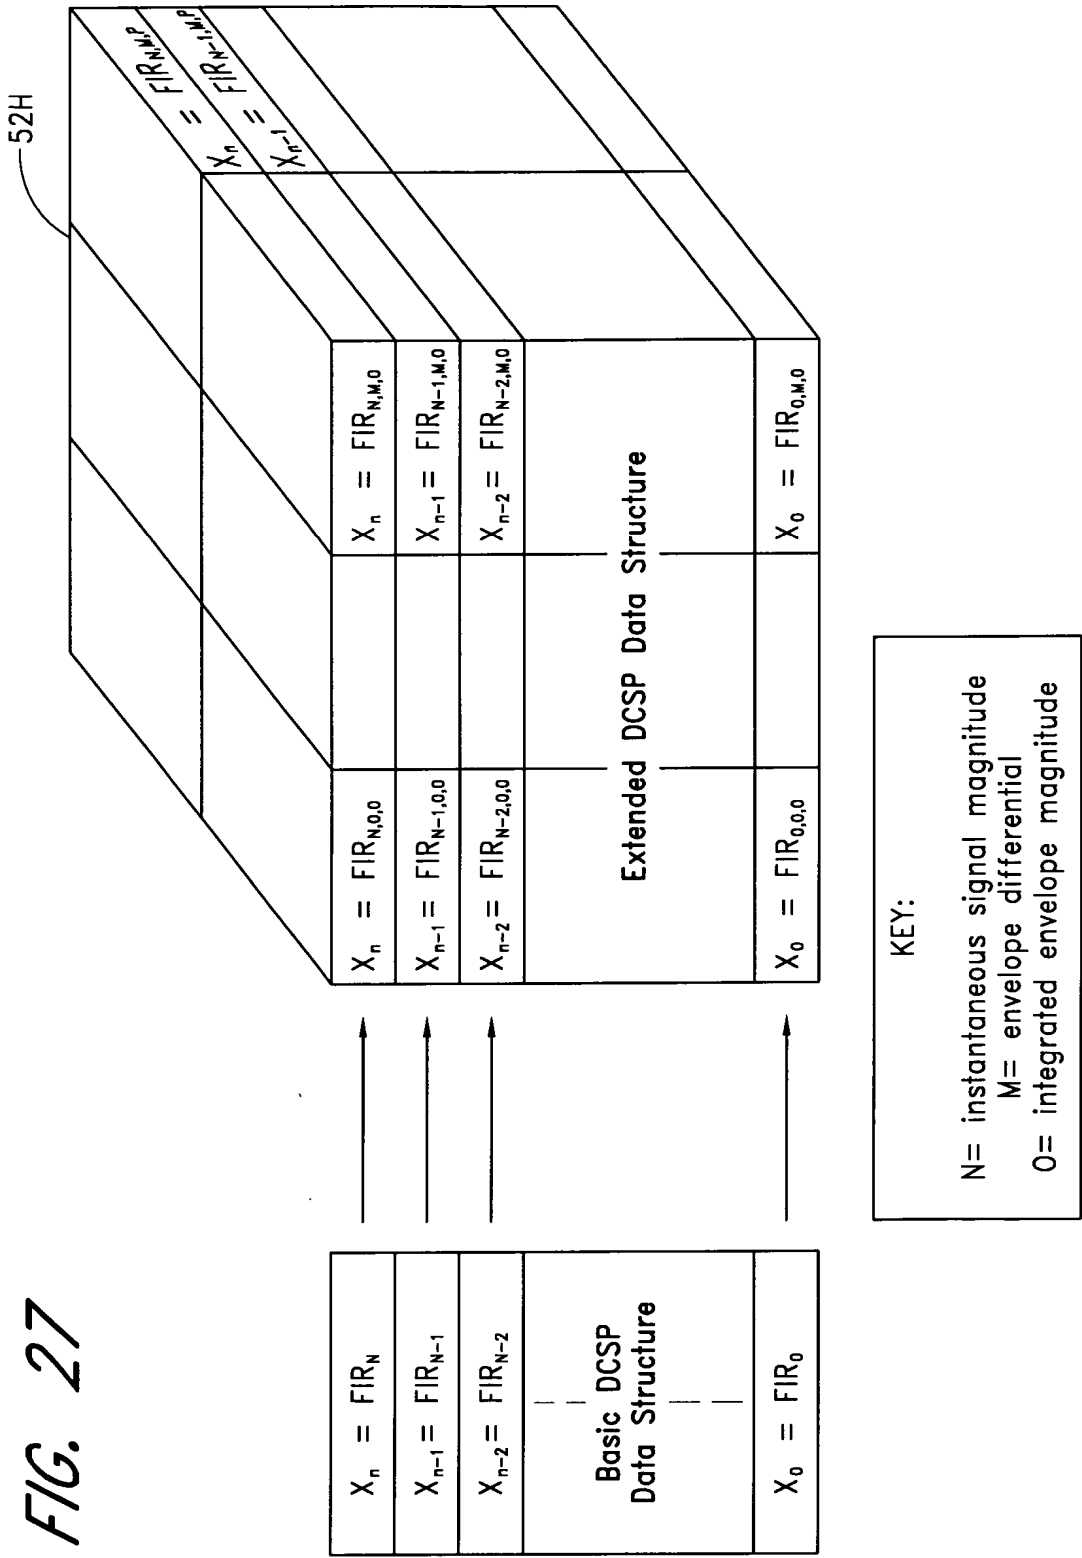 FIG. 27
52H
Xn = FIRN
Xn-1 = FIRN-1
Xn-2 = FIRN-2
Basic DCSP
Data Structure
X0 = FIR0
Xn = FIRN,0,0
Xn-1 = FIRN-1,0,0
Xn-2 = FIRN-2,0,0
Xn = FIRN,M,0
Xn-1 = FIRN-1,M,0
Xn-2 = FIRN-2,M,0
Xn = FIRN,M,P
Xn-1 = FIRN-1,M,P
Extended DCSP Data Structure
X0 = FIR0,0,0
X0 = FIR0,M,0
KEY:
N= instantaneous signal magnitude
M= envelope differential
O= integrated envelope magnitude